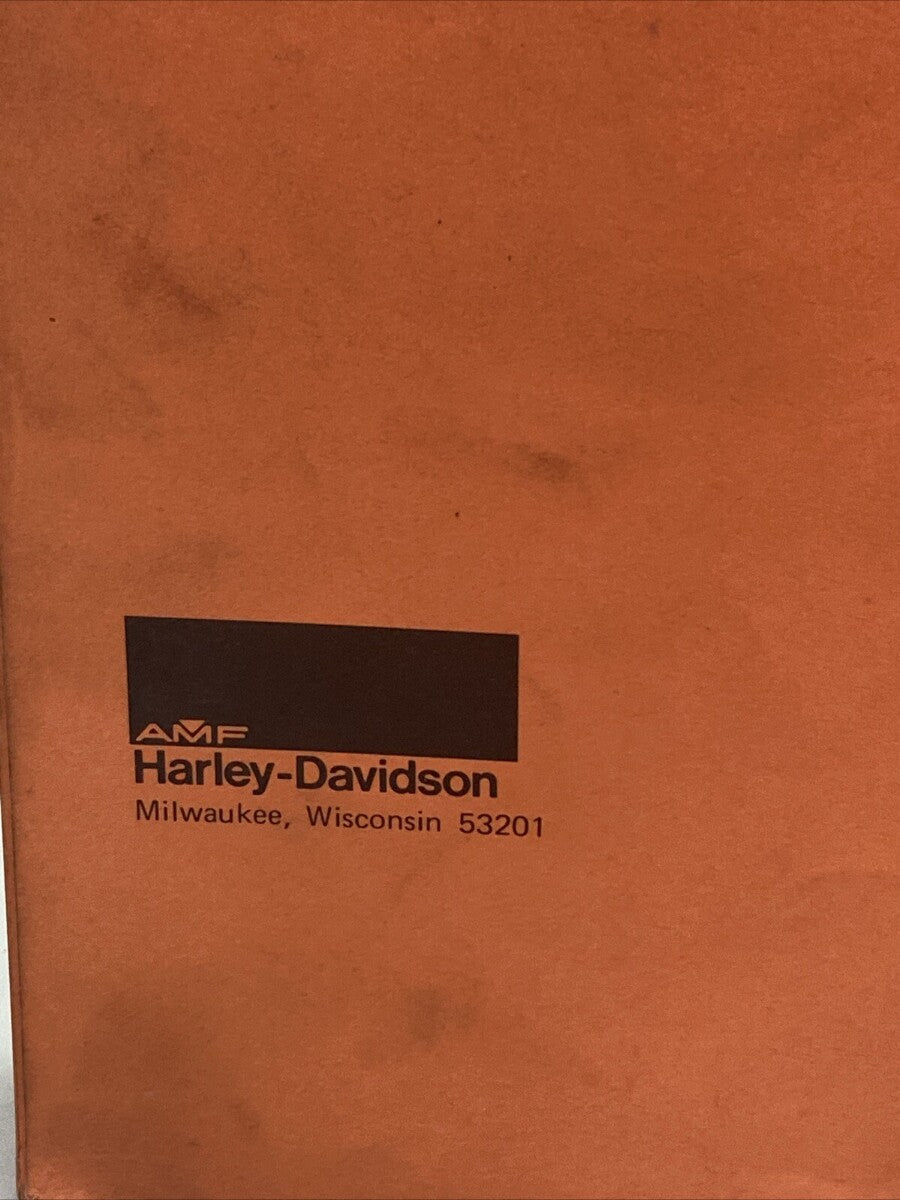 AMF
Harley-Davidson
Milwaukee, Wisconsin 53201